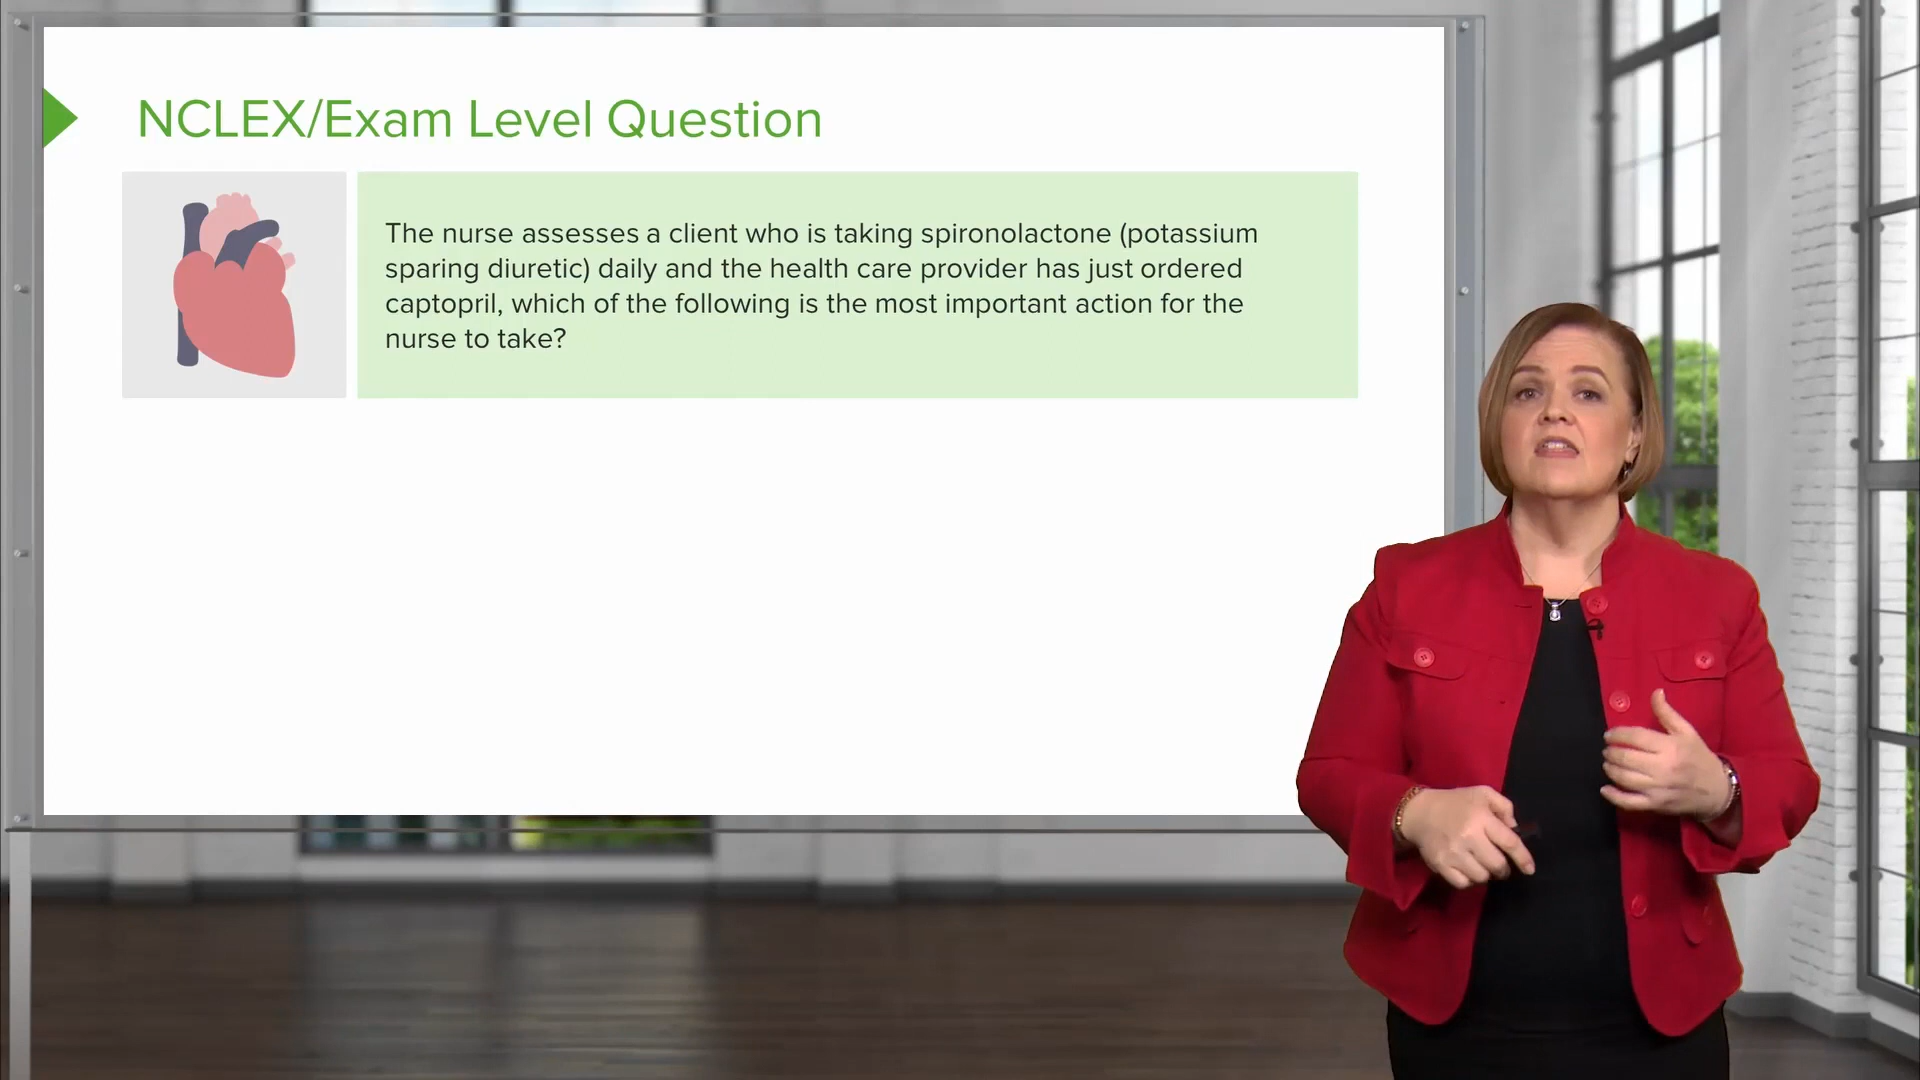 NCLEX/Exam Level Question
The nurse assesses a client who is taking spironolactone (potassium
sparing diuretic) daily and the health care provider has just ordered
captopril, which of the following is the most important action for the
nurse to take?